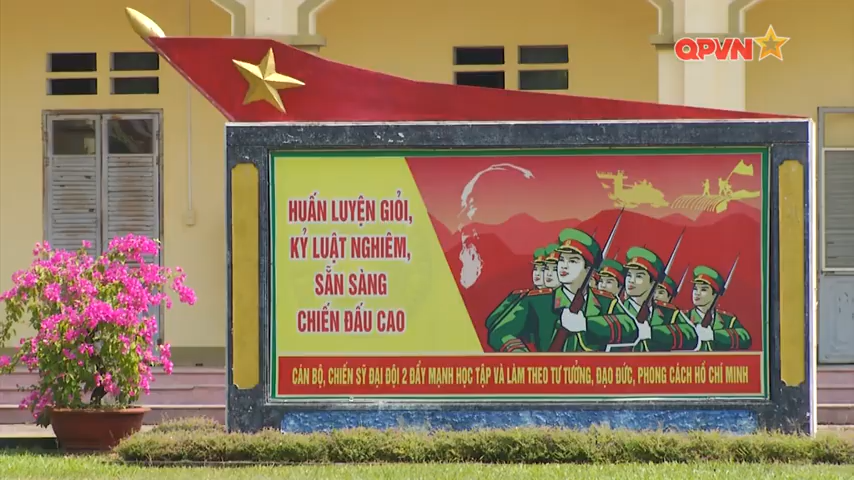 QPVN
HUẤN LUYỆN GIỎI,
KỶ LUẬT NGHIÊM,
SẴN SÀNG
CHIẾN ĐẤU CAO
CÁN BỘ, CHIẾN SỸ ĐẠI ĐỘI 2 ĐẨY MẠNH HỌC TẬP VÀ LÀM THEO TƯ TƯỞNG, ĐẠO ĐỨC, PHONG CÁCH HỒ CHÍ MINH